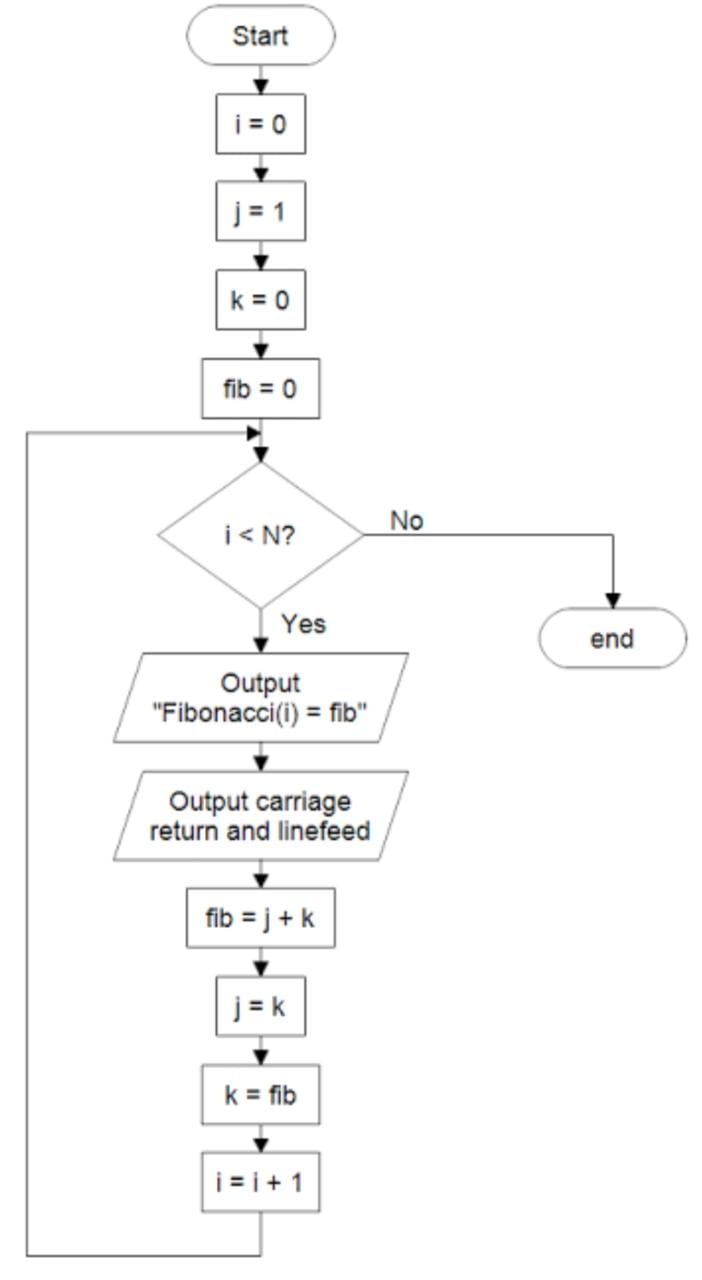 Start
i = 0
j = 1
k = 0
fib = 0
i < N?
No
Yes
end
Output
"Fibonacci(i) = fib"
Output carriage
return and linefeed
fib = j + k
j = k
k = fib
i = i + 1